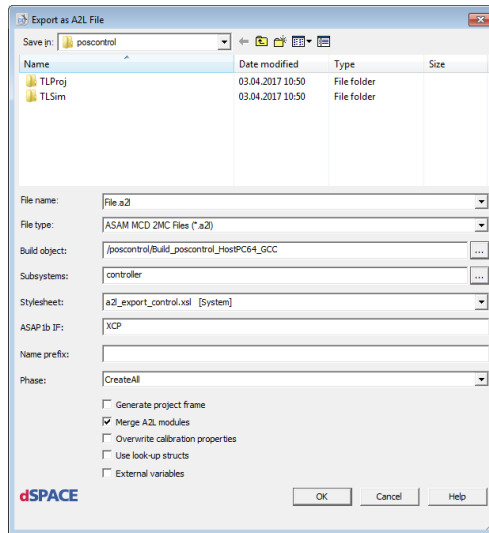 Export as A2L File
Save in: poscontrol
Name Date modified Type Size
TLProj 03.04.2017 10:50 File folder
TLSim 03.04.2017 10:50 File folder
File name: File.a2l
File type: ASAM MCD 2MC Files (*.a2l)
Build object: /poscontrol/Build_poscontrol_HostPC64_GCC ...
Subsystems: controller ...
Stylesheet: a2l_export_control.xsl [System]
ASAP1b IF: XCP
Name prefix:
Phase: CreateAll
Generate project frame
Merge A2L modules
Overwrite calibration properties
Use look-up structs
External variables
dSPACE OK Cancel Help